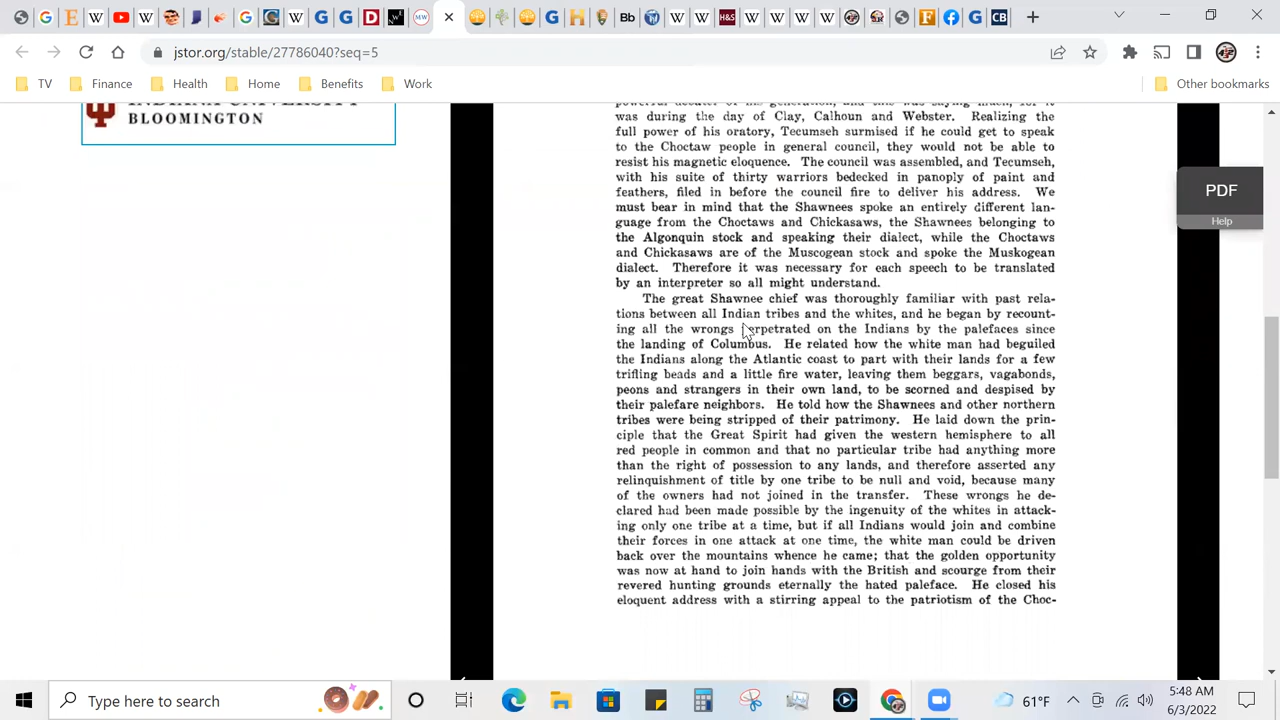 jstor.org/stable/27786040?seq=5
TV
Finance
Health
Home
Benefits
Work
Other bookmarks
BLOOMINGTON
PDF
Help
was during the day of Clay, Calhoun and Webster. Realizing the
full power of his oratory, Tecumseh surmised if he could get to speak
to the Choctaw people in general council, they would not be able to
resist his magnetic eloquence. The council was assembled, and Tecumseh,
with his suite of thirty warriors bedecked in panoply of paint and
feathers, filed in before the council fire to deliver his address. We
must bear in mind that the Shawnees spoke an entirely different lan-
guage from the Choctaws and Chickasaws, the Shawnees belonging to
the Algonquin stock and speaking their dialect, while the Choctaws
and Chickasaws are of the Muscogean stock and spoke the Muskogean
dialect. Therefore it was necessary for each speech to be translated
by an interpreter so all might understand.
The great Shawnee chief was thoroughly familiar with past rela-
tions between all Indian tribes and the whites, and he began by recount-
ing all the wrongs perpetrated on the Indians by the palefaces since
the landing of Columbus. He related how the white man had beguiled
the Indians along the Atlantic coast to part with their lands for a few
trifling beads and a little fire water, leaving them beggars, vagabonds,
peons and strangers in their own land, to be scorned and despised by
their palefare neighbors. He told how the Shawnees and other northern
tribes were being stripped of their patrimony. He laid down the prin-
ciple that the Great Spirit had given the western hemisphere to all
red people in common and that no particular tribe had anything more
than the right of possession to any lands, and therefore asserted any
relinquishment of title by one tribe to be null and void, because many
of the owners had not joined in the transfer. These wrongs he de-
clared had been made possible by the ingenuity of the whites in attack-
ing only one tribe at a time, but if all Indians would join and combine
their forces in one attack at one time, the white man could be driven
back over the mountains whence he came; that the golden opportunity
was now at hand to join hands with the British and scourge from their
revered hunting grounds eternally the hated paleface. He closed his
eloquent address with a stirring appeal to the patriotism of the Choc-
Type here to search
61°F
5:48 AM
6/3/2022